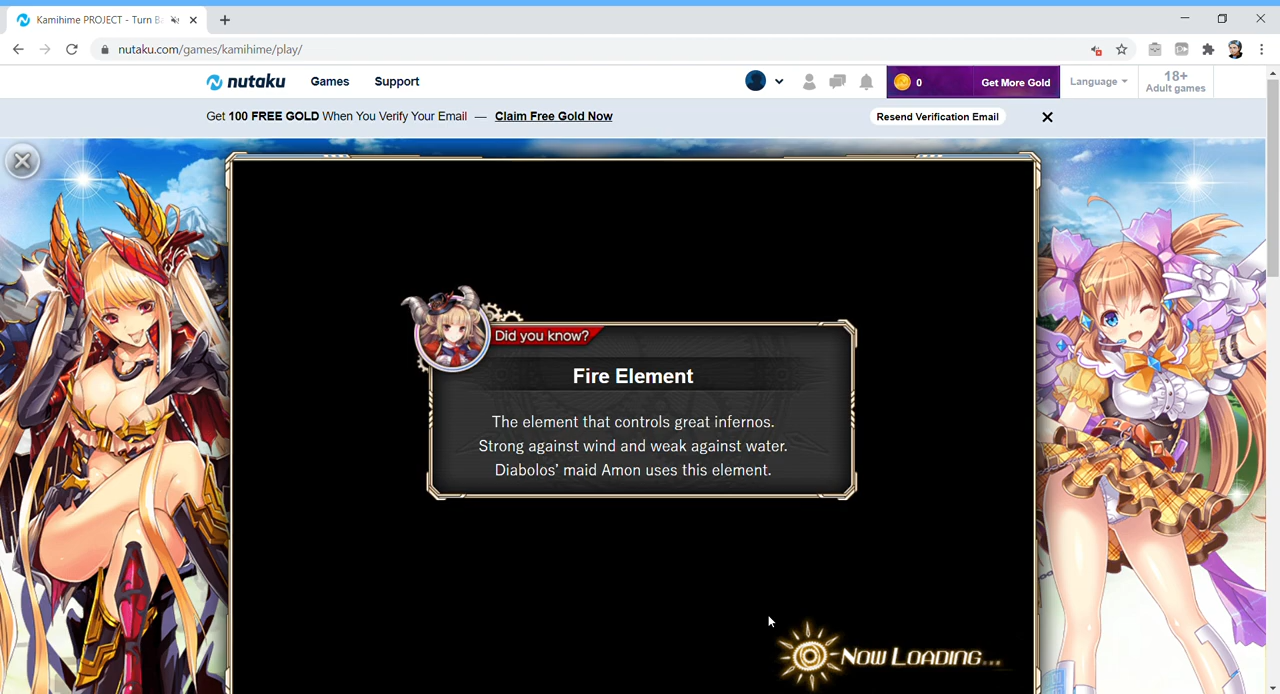 Kamihime PROJECT - Turn Ba
nutaku.com/games/kamihime/play/
nutaku Games Support 0 Get More Gold Language 18+
Adult games
Get 100 FREE GOLD When You Verify Your Email — Claim Free Gold Now Resend Verification Email
Did you know?
Fire Element
The element that controls great infernos.
Strong against wind and weak against water.
Diabolos' maid Amon uses this element.
Now Loading...